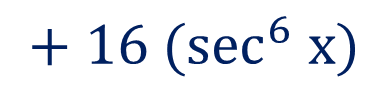 + 16 (sec⁶ x)